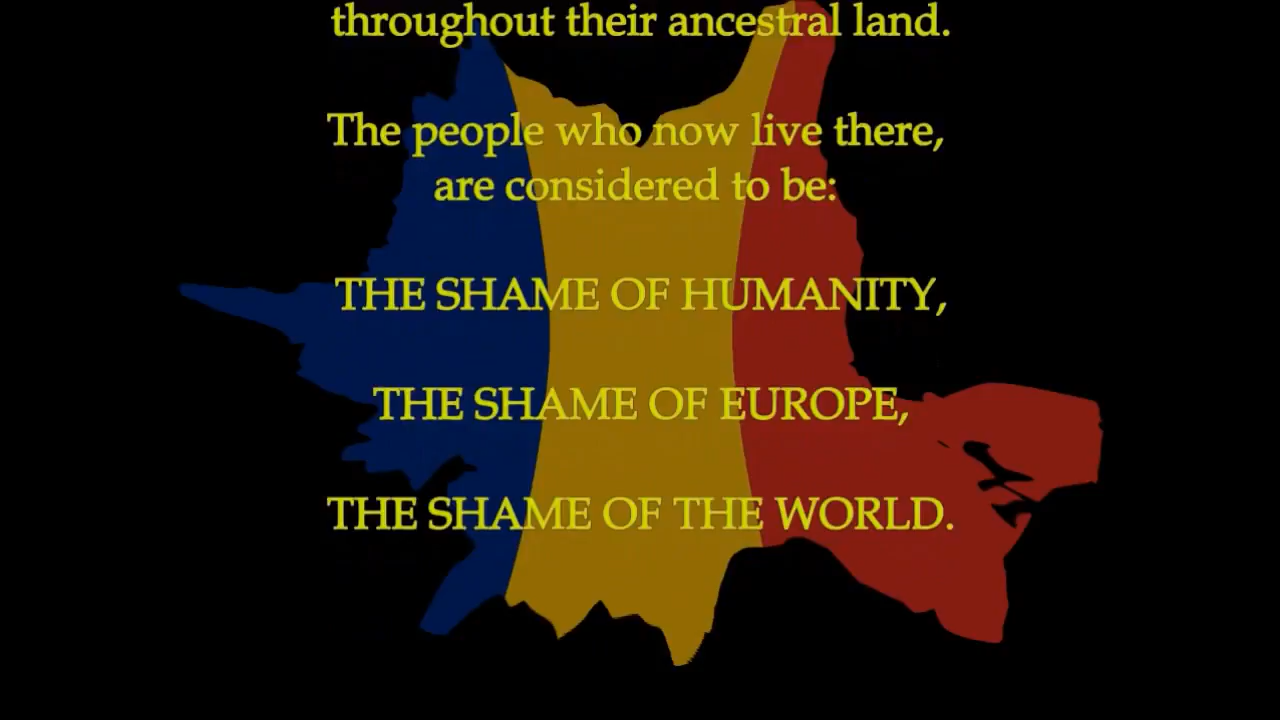 throughout their ancestral land.
The people who now live there,
are considered to be:
THE SHAME OF HUMANITY,
THE SHAME OF EUROPE,
THE SHAME OF THE WORLD.